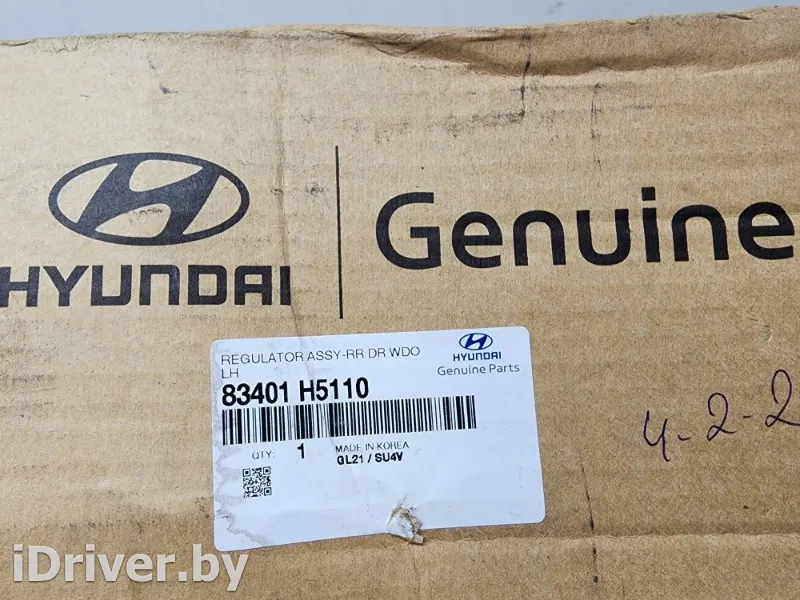 HYUNDAI
Genuine
REGULATOR ASSY-RR DR WDO
LH
83401 H5110
HYUNDAI
Genuine Parts
QTY: 1
MADE IN KOREA
GL21 / SU4V
4-2-2
iDriver.by